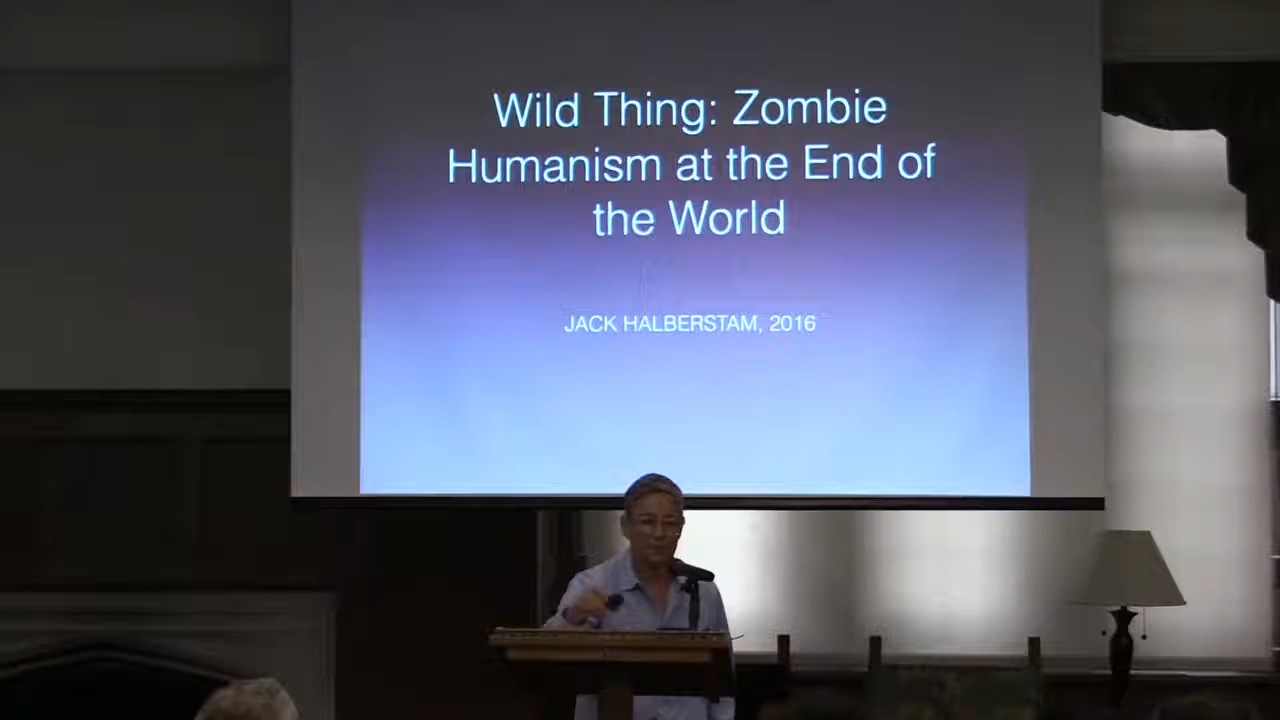 Wild Thing: Zombie
Humanism at the End of
the World
JACK HALBERSTAM, 2016